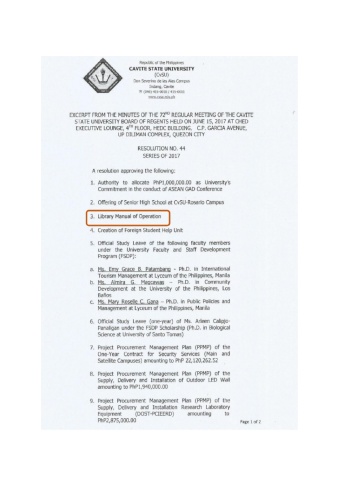 Republic of the Philippines
CAVITE STATE UNIVERSITY
(CvSU)
Don Severino de las Alas Campus
Indang, Cavite
www.cvsu.edu.ph
EXCERPT FROM THE MINUTES OF THE 72ND REGULAR MEETING OF THE CAVITE
STATE UNIVERSITY BOARD OF REGENTS HELD ON JUNE 15, 2017 AT CHED
EXECUTIVE LOUNGE, 4TH FLOOR, HEDC BUILDING, C.P. GARCIA AVENUE,
UP DILIMAN COMPLEX, QUEZON CITY
RESOLUTION NO. 44
SERIES OF 2017
A resolution approving the following:
1. Authority to allocate PhP1,000,000.00 as University's
Commitment in the conduct of ASEAN GAD Conference
2. Offering of Senior High School at CvSU-Rosario Campus
3. Library Manual of Operation
4. Creation of Foreign Student Help Unit
5. Official Study Leave of the following faculty members
under the University Faculty and Staff Development
Program (FSDP):
a. Ms. Emy Grace B. Patambang - Ph.D. in International
Tourism Management at Lyceum of the Philippines, Manila
b. Ms. Almira G. Magcawas - Ph.D. in Community
Development at the University of the Philippines, Los
Baños
c. Ms. Mary Roselle C. Gana - Ph.D. in Public Policies and
Management at Lyceum of the Philippines, Manila
6. Official Study Leave (one-year) of Ms. Arleen
Panaligan under the FSDP Scholarship (Ph.D. in Biological
Science at University of Santo Tomas)
7. Project Procurement Management Plan (PPMP) of the
One-Year Contract for Security Services (Main and
Satellite Campuses) amounting to PhP 22,120,262.52
8. Project Procurement Management Plan (PPMP) of the
Supply, Delivery and Installation of Outdoor LED Wall
amounting to PhP1,940,000.00
9. Project Procurement Management Plan (PPMP) of the
Supply, Delivery and Installation Research Laboratory
Equipment (DOST-PCIEERD) amounting to
PhP2,875,000.00
Page 1 of 2